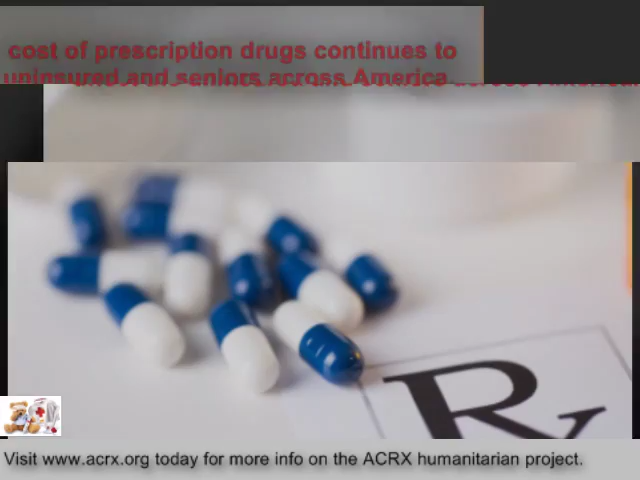 cost of prescription drugs continues to
uninsured and seniors across America
Rx
Visit www.acrx.org today for more info on the ACRX humanitarian project.